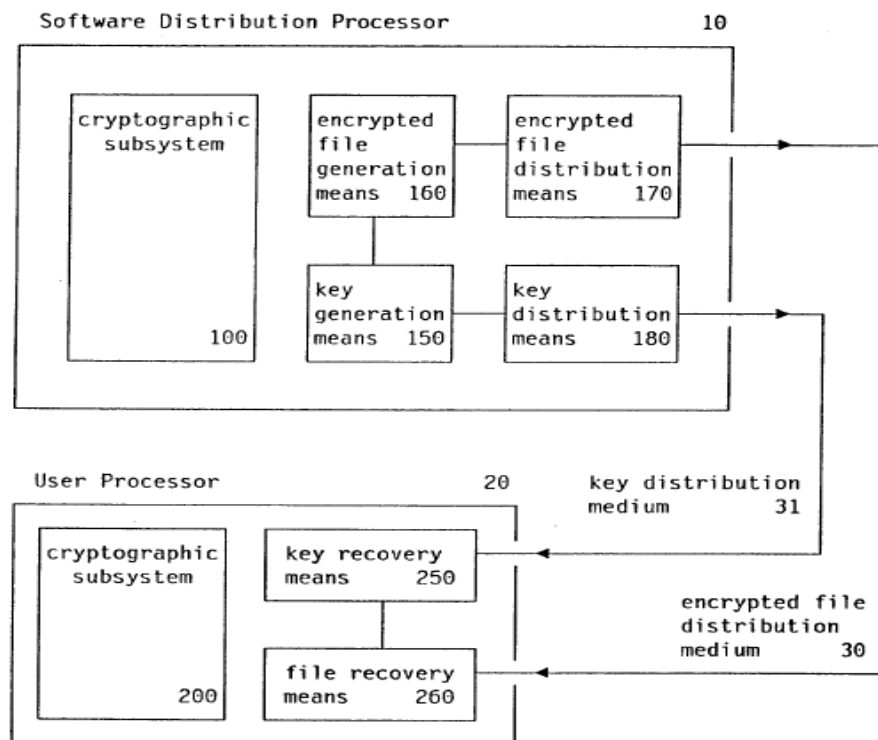 Software Distribution Processor 10
cryptographic
subsystem
100
encrypted
file
generation
means 160
encrypted
file
distribution
means 170
key
generation
means 150
key
distribution
means 180
User Processor 20
key distribution
medium 31
cryptographic
subsystem
200
key recovery
means 250
file recovery
means 260
encrypted file
distribution
medium 30